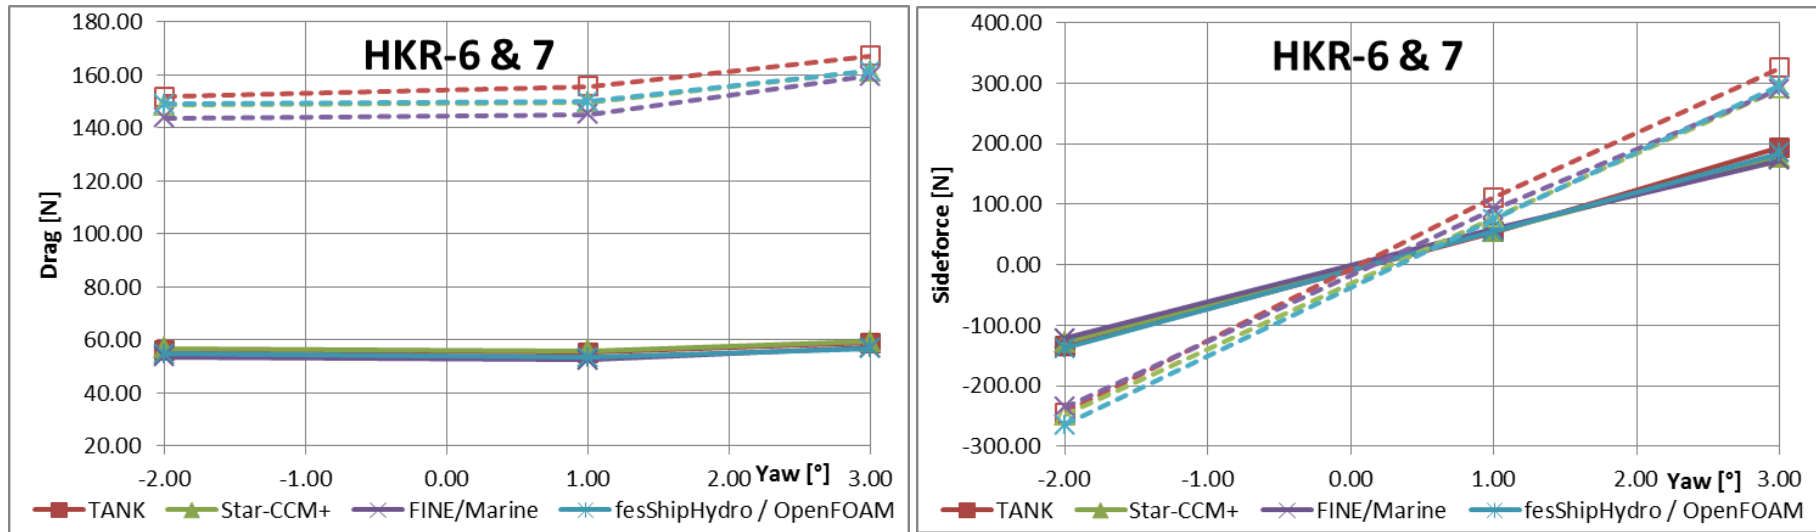 HKR-6 & 7
180.00
160.00
140.00
120.00
100.00
80.00
60.00
40.00
20.00
Drag [N]
-2.00 -1.00 0.00 1.00 2.00 3.00
Yaw [°]
TANK Star-CCM+ FINE/Marine fesShipHydro / OpenFOAM
HKR-6 & 7
400.00
300.00
200.00
100.00
0.00
-100.00
-200.00
-300.00
Sideforce [N]
-2.00 -1.00 0.00 1.00 2.00 3.00
Yaw [°]
TANK Star-CCM+ FINE/Marine fesShipHydro / OpenFOAM